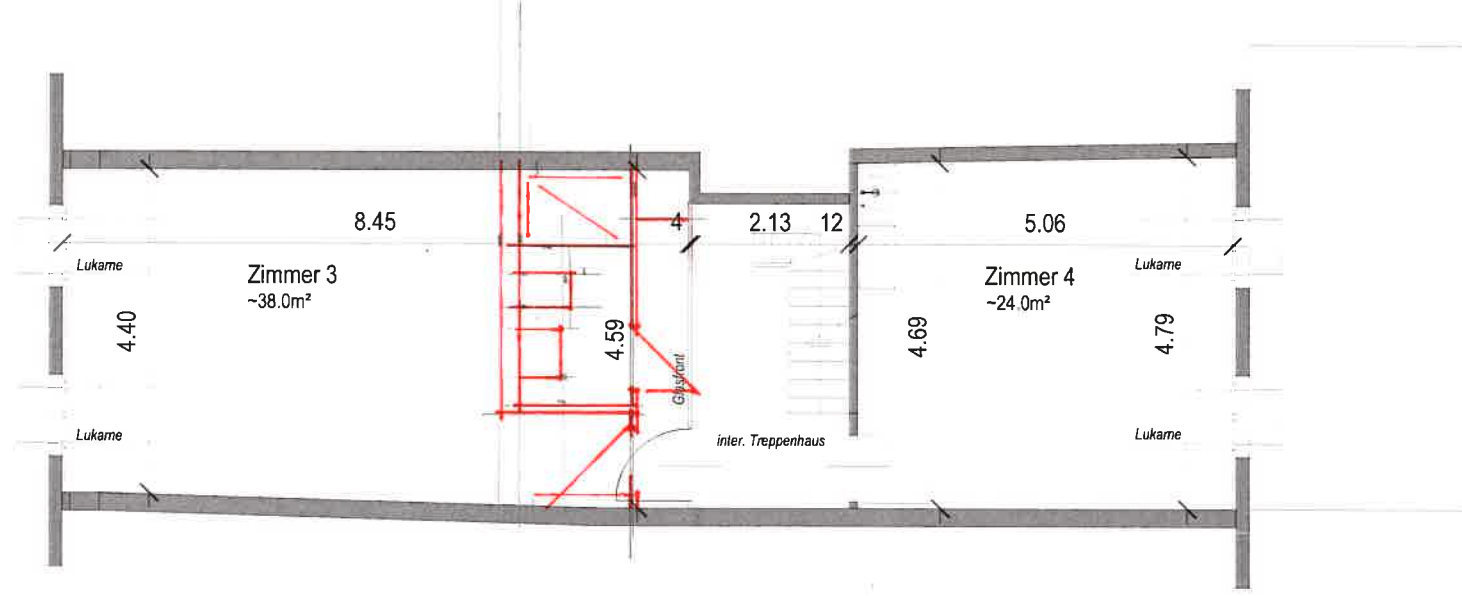 8.45
4
2.13
12
5.06
Lukarne
Zimmer 3
~38.0m²
Zimmer 4
~24.0m²
Lukarne
4.40
4.59
4.69
4.79
Glasfront
Lukarne
inter. Treppenhaus
Lukarne